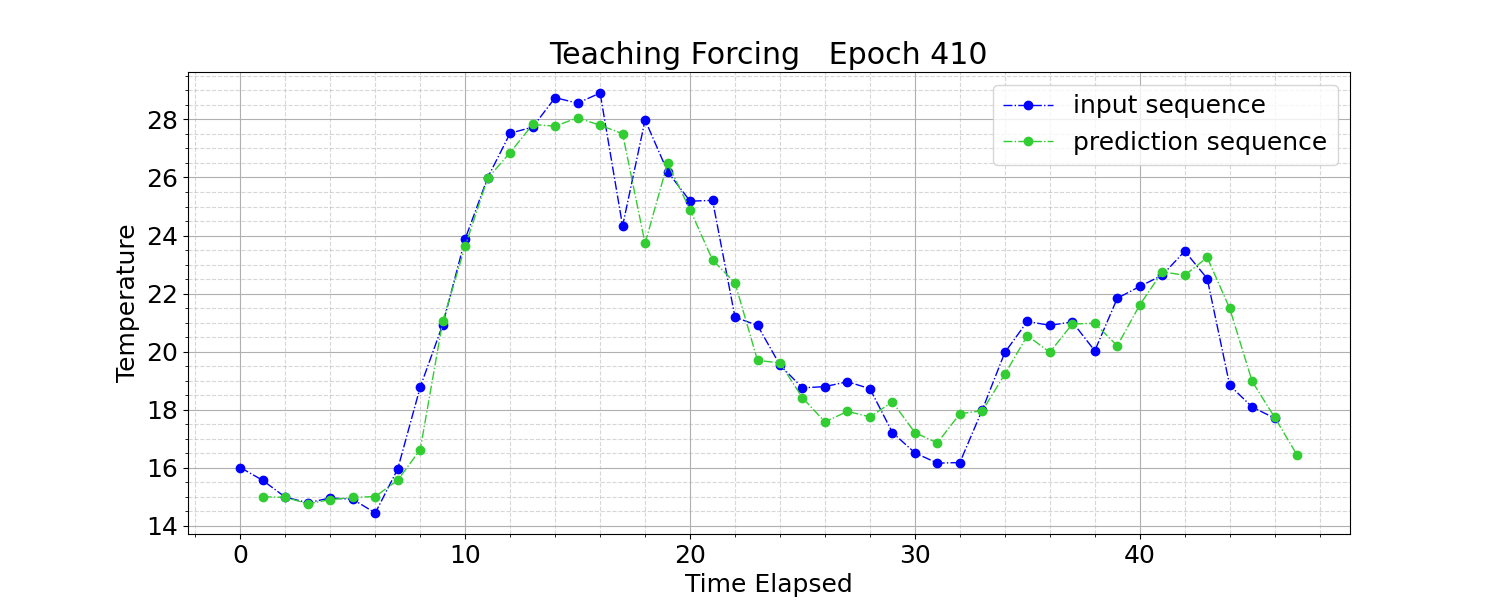 Teaching Forcing   Epoch 410
input sequence
prediction sequence
Temperature
28
26
24
22
20
18
16
14
0 10 20 30 40
Time Elapsed